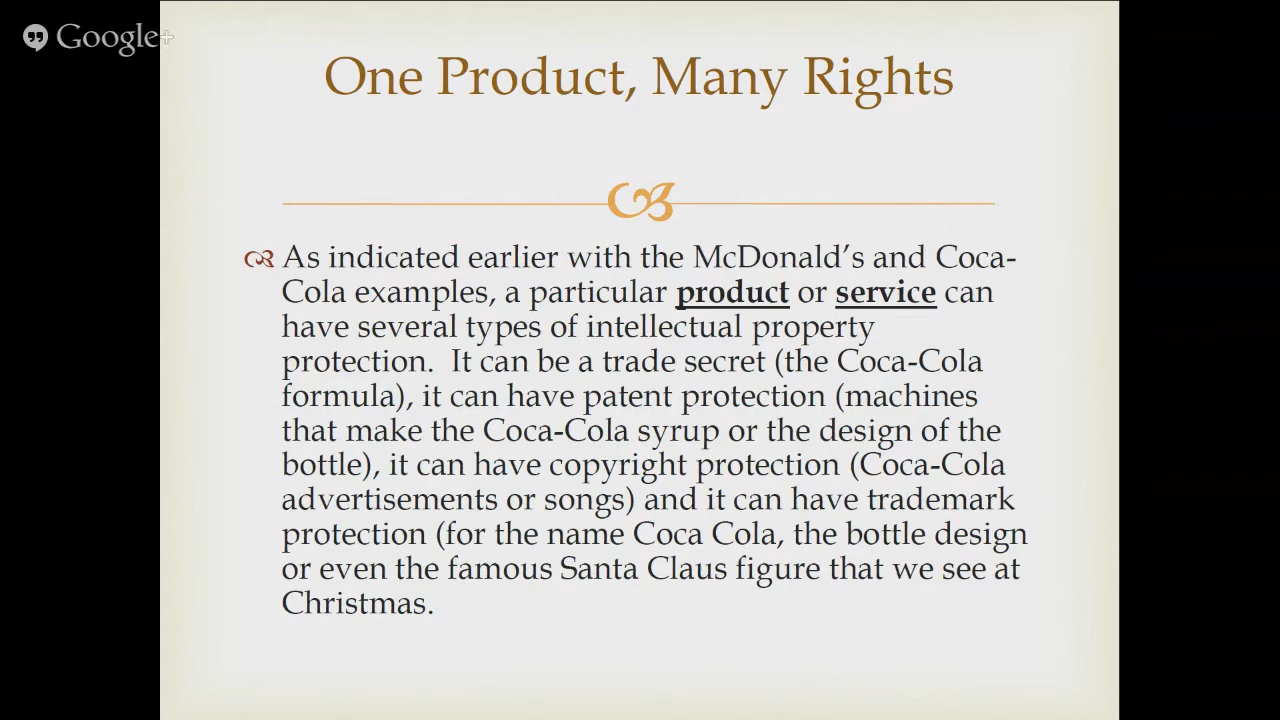 Google+
One Product, Many Rights
As indicated earlier with the McDonald’s and Coca-
Cola examples, a particular product or service can
have several types of intellectual property
protection.  It can be a trade secret (the Coca-Cola
formula), it can have patent protection (machines
that make the Coca-Cola syrup or the design of the
bottle), it can have copyright protection (Coca-Cola
advertisements or songs) and it can have trademark
protection (for the name Coca Cola, the bottle design
or even the famous Santa Claus figure that we see at
Christmas.